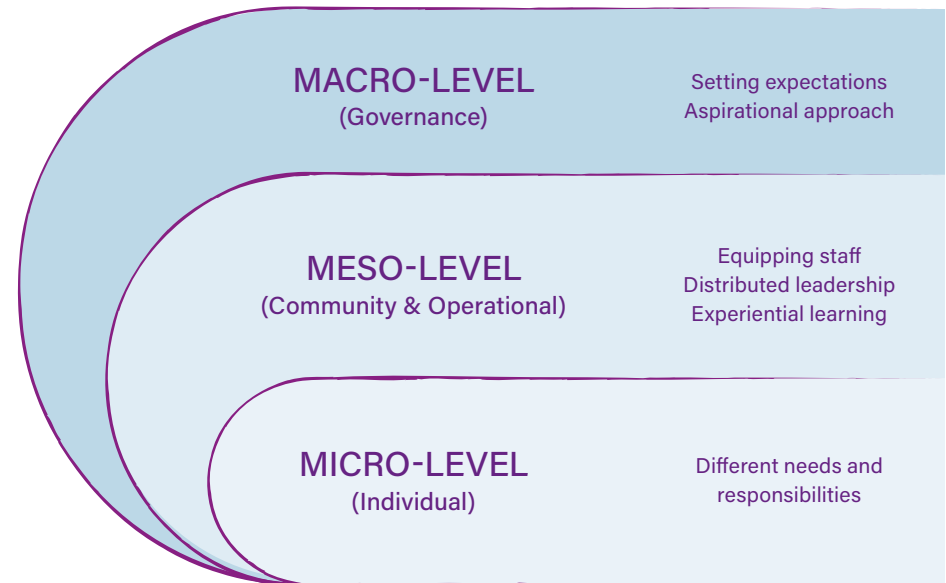 MACRO-LEVEL
(Governance)
Setting expectations
Aspirational approach
MESO-LEVEL
(Community & Operational)
Equipping staff
Distributed leadership
Experiential learning
MICRO-LEVEL
(Individual)
Different needs and
responsibilities